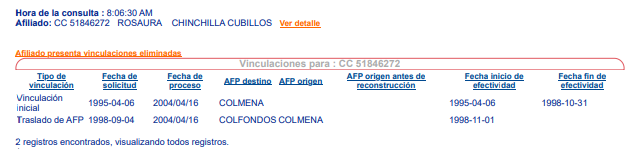 Hora de la consulta : 8:06:30 AM
Afiliado: CC 51846272 ROSAURA CHINCHILLA CUBILLOS Ver detalle
Afiliado presenta vinculaciones eliminadas
Vinculaciones para : CC 51846272
Tipo de vinculación Fecha de solicitud Fecha de proceso AFP destino AFP origen AFP origen antes de reconstrucción Fecha inicio de efectividad Fecha fin de efectividad
Vinculación inicial 1995-04-06 2004/04/16 COLMENA 1995-04-06 1998-10-31
Traslado de AFP 1998-09-04 2004/04/16 COLFONDOS COLMENA 1998-11-01
2 registros encontrados, visualizando todos registros.